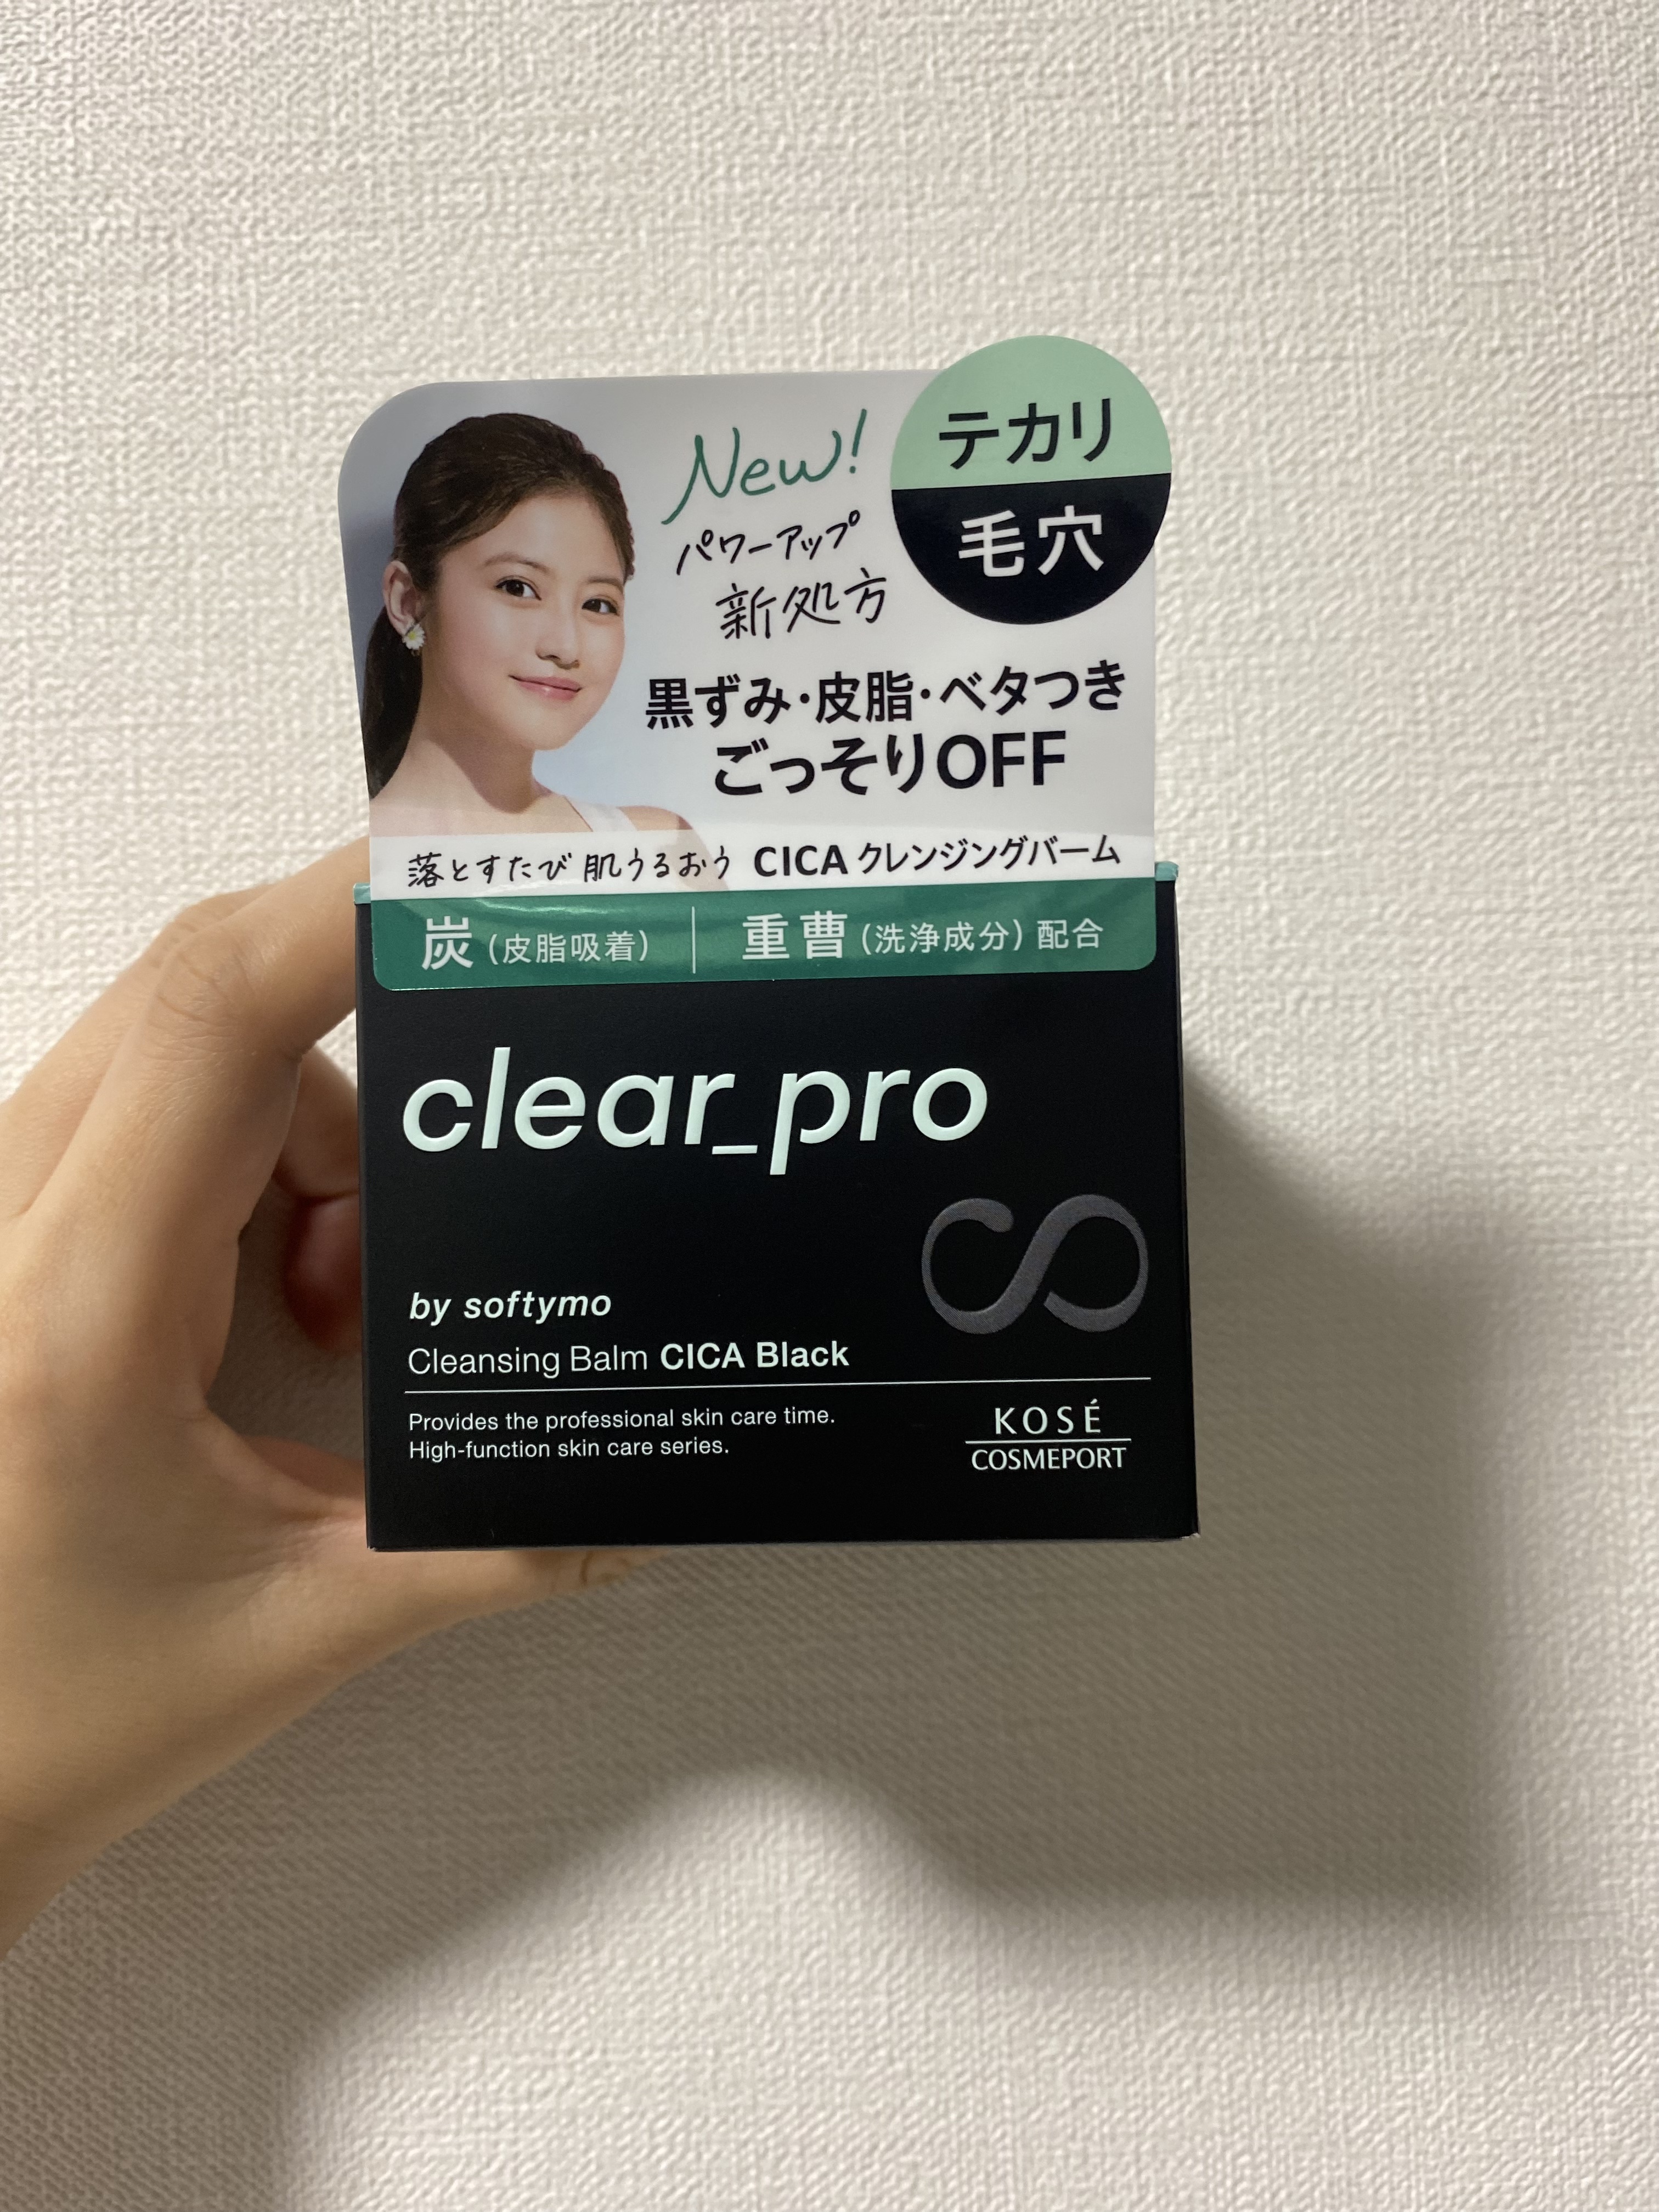 New!
パワーアップ
新処方
テカリ
毛穴
黒ずみ・皮脂・ベタつき
ごっそりOFF
落とすたび 肌うるおう CICA クレンジングバーム
炭 (皮脂吸着) 重曹 (洗浄成分) 配合
clear_pro
by softymo
Cleansing Balm CICA Black
Provides the professional skin care time.
High-function skin care series.
KOSÉ
COSMEPORT